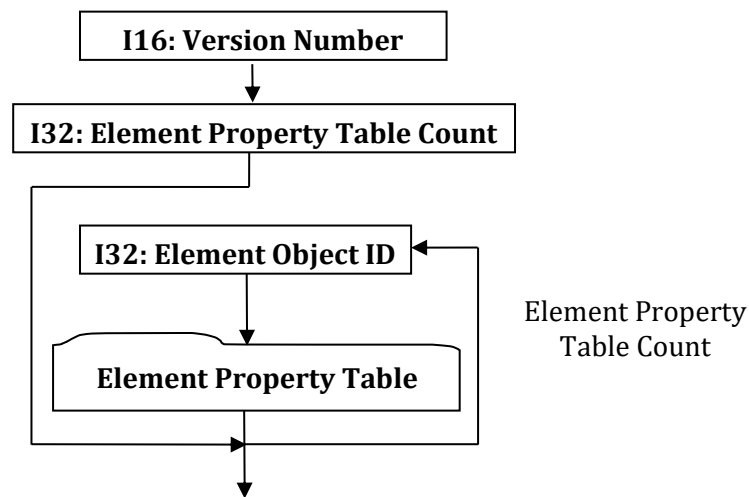 I16: Version Number
I32: Element Property Table Count
I32: Element Object ID
Element Property
Table Count
Element Property Table